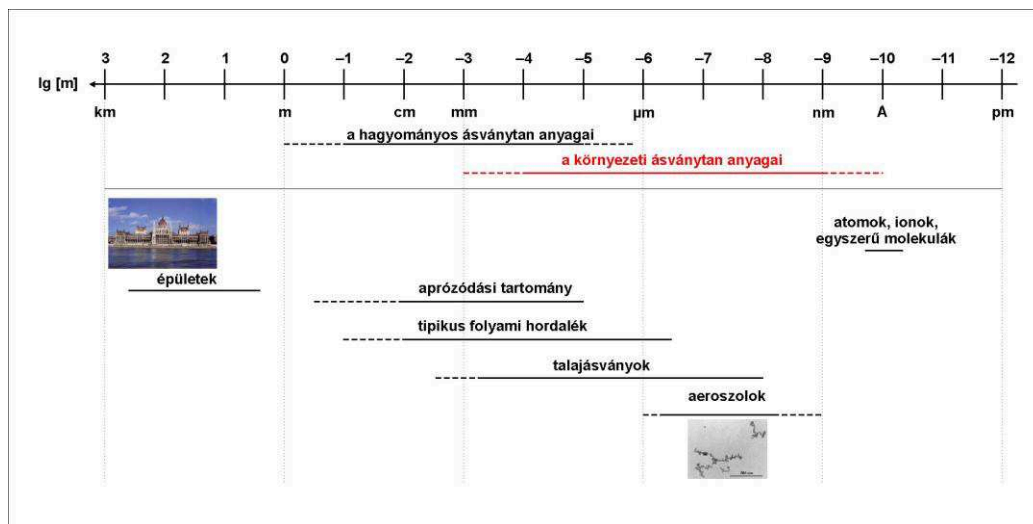 3 2 1 0 –1 –2 –3 –4 –5 –6 –7 –8 –9 –10 –11 –12
lg [m]
km m cm mm µm nm A pm
a hagyományos ásványtan anyagai
a környezeti ásványtan anyagai
atomok, ionok,
egyszerű molekulák
épületek
aprózódási tartomány
tipikus folyami hordalék
talajásványok
aeroszolok